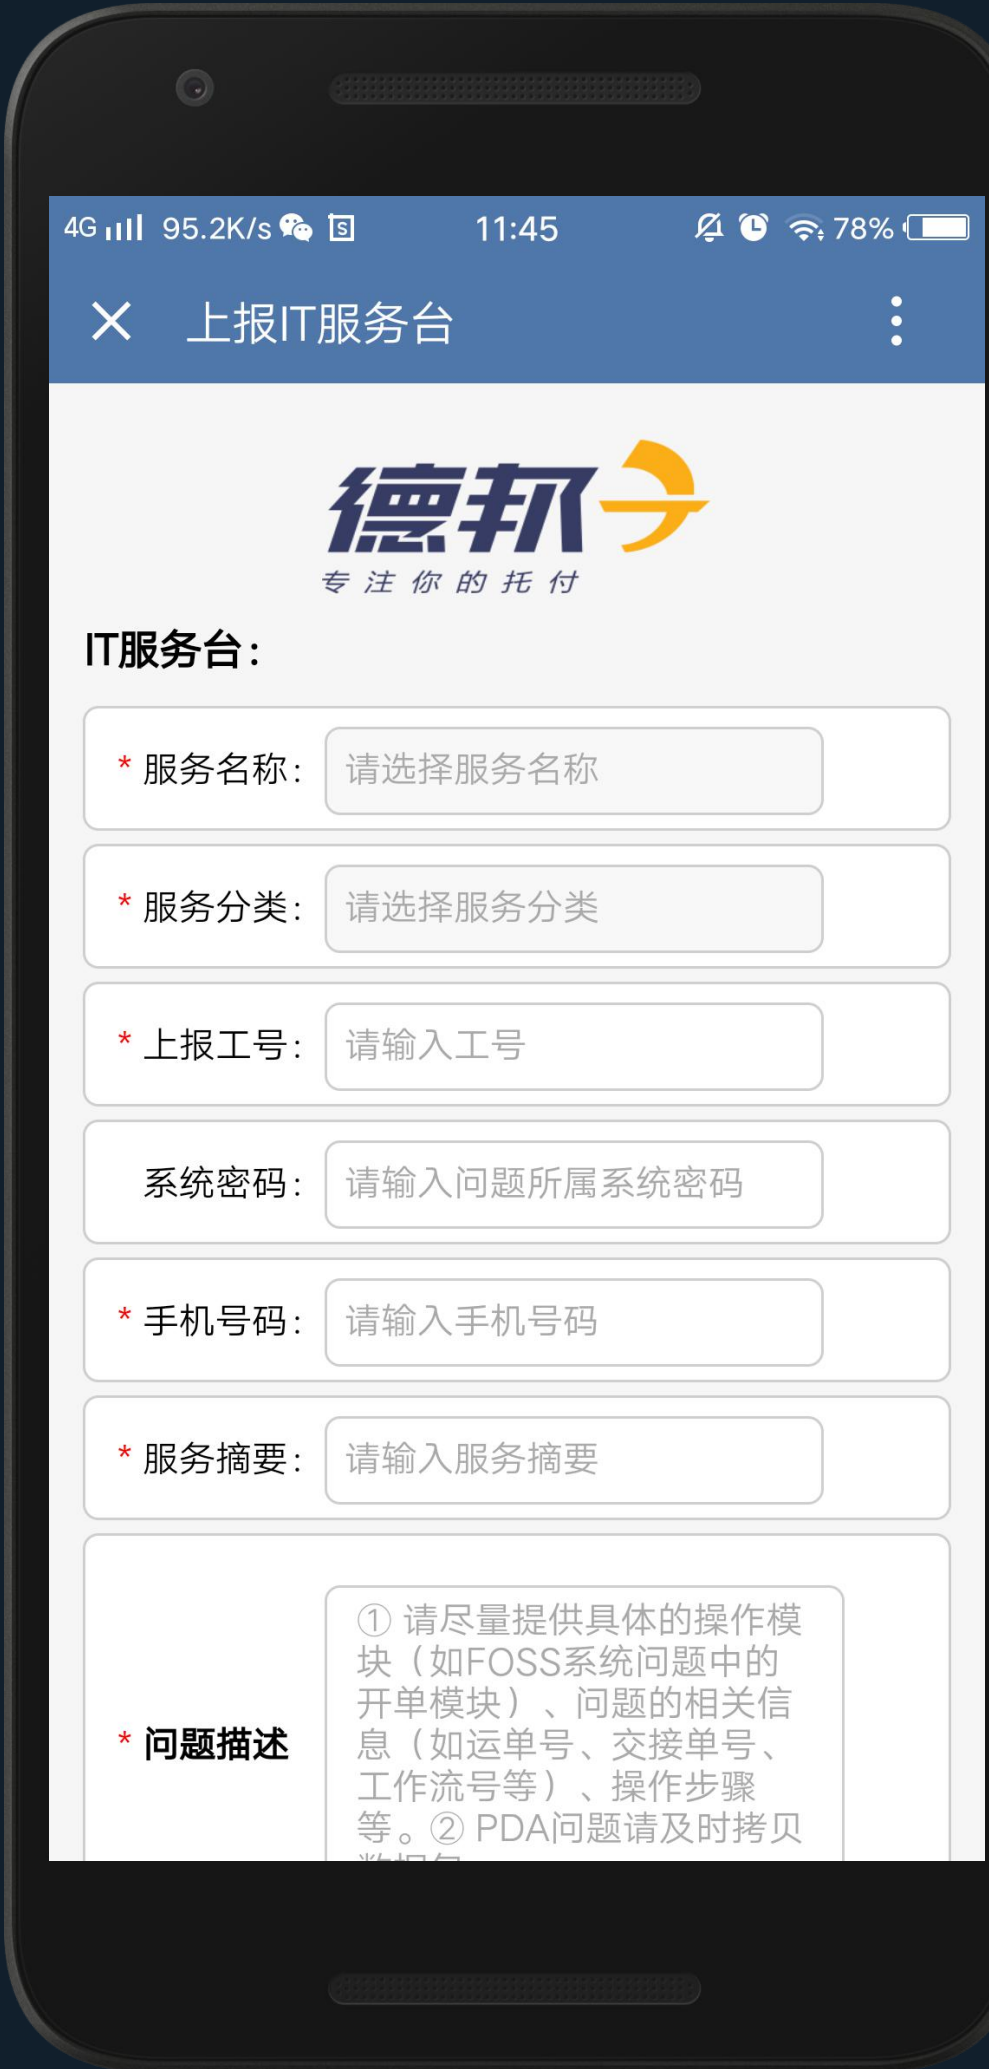 4G 95.2K/s 11:45 78%
上报IT服务台
德邦
专注你的托付
IT服务台：
* 服务名称： 请选择服务名称
* 服务分类： 请选择服务分类
* 上报工号： 请输入工号
系统密码： 请输入问题所属系统密码
* 手机号码： 请输入手机号码
* 服务摘要： 请输入服务摘要
* 问题描述
① 请尽量提供具体的操作模
块（如FOSS系统问题中的
开单模块）、问题的相关信
息（如运单号、交接单号、
工作流号等）、操作步骤
等。② PDA问题请及时拷贝